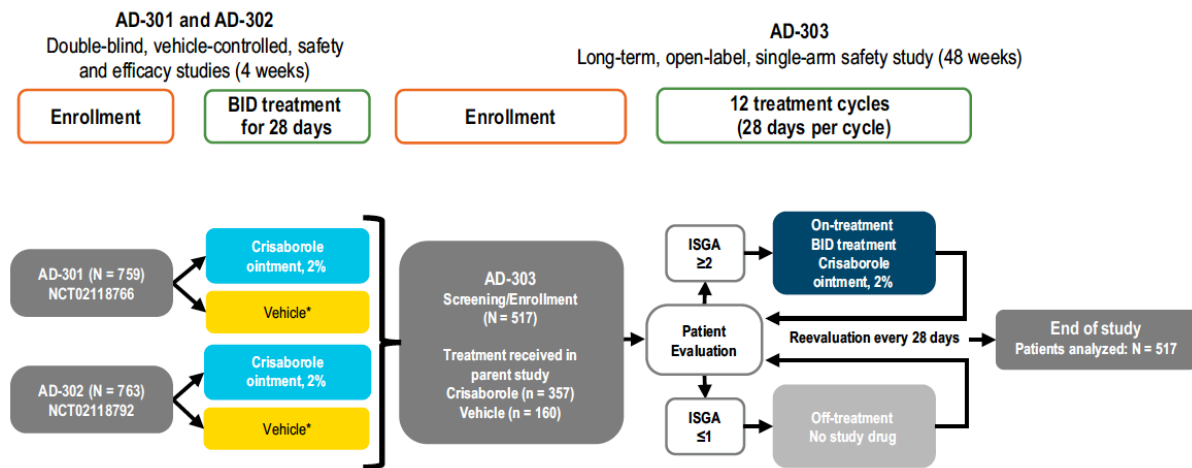 AD-301 and AD-302
Double-blind, vehicle-controlled, safety
and efficacy studies (4 weeks)
AD-303
Long-term, open-label, single-arm safety study (48 weeks)
Enrollment
BID treatment
for 28 days
Enrollment
12 treatment cycles
(28 days per cycle)
AD-301 (N = 759)
NCT02118766
Crisaborole
ointment, 2%
Vehicle*
AD-302 (N = 763)
NCT02118792
Crisaborole
ointment, 2%
Vehicle*
AD-303
Screening/Enrollment
(N = 517)
Treatment received in
parent study
Crisaborole (n = 357)
Vehicle (n = 160)
ISGA
≥2
On-treatment
BID treatment
Crisaborole
ointment, 2%
Patient
Evaluation
Reevaluation every 28 days
ISGA
≤1
Off-treatment
No study drug
End of study
Patients analyzed: N = 517